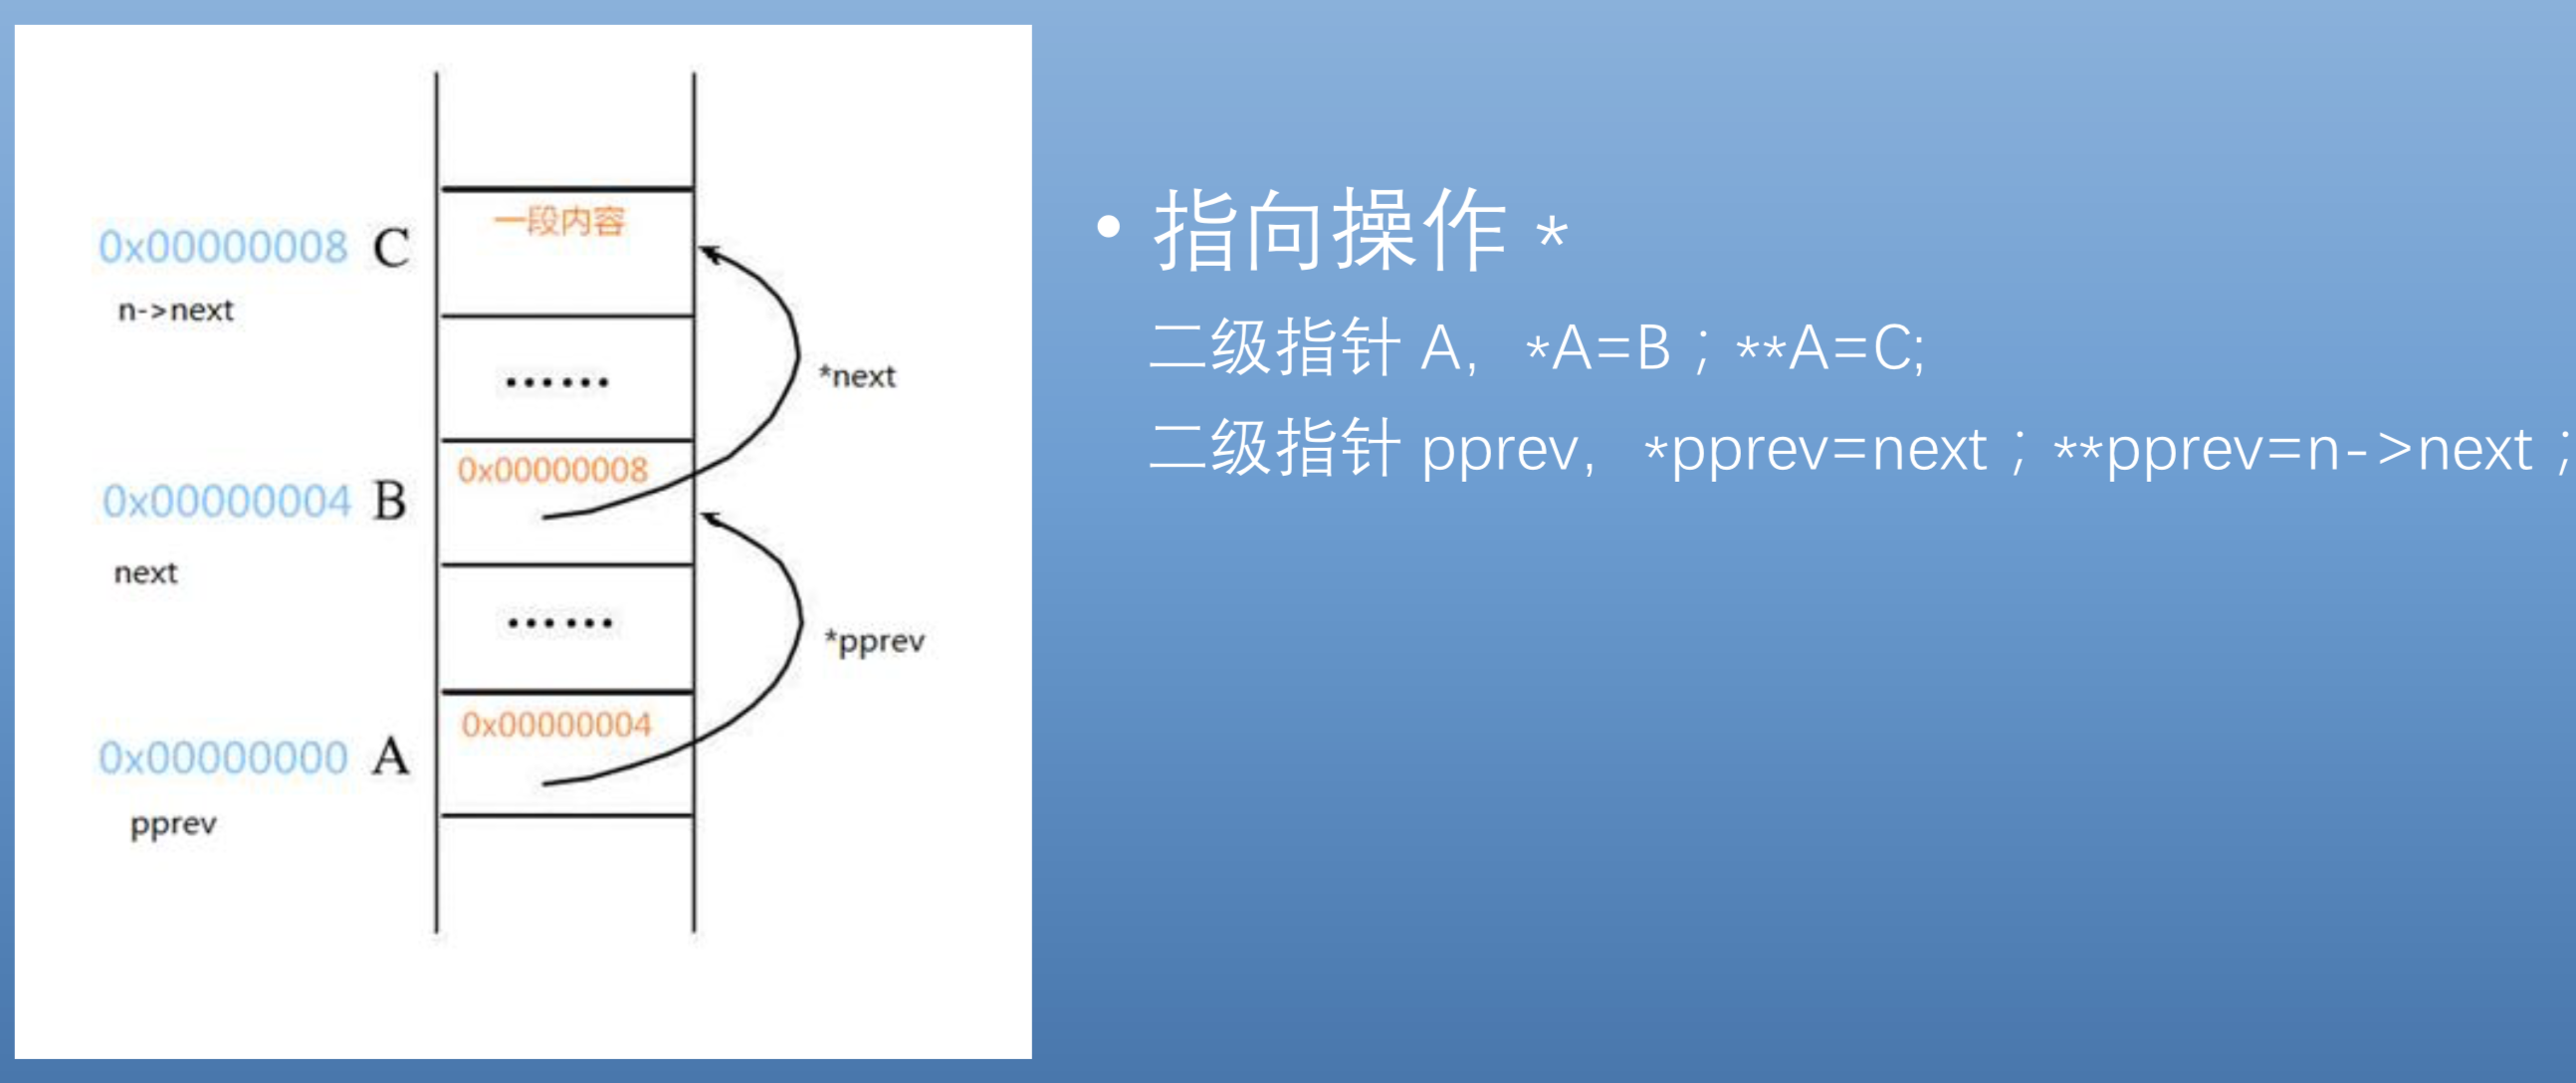 一段内容
0x00000008 C
n->next
······
*next
0x00000008
0x00000004 B
next
······
*pprev
0x00000004
0x00000000 A
pprev
• 指向操作 *
二级指针 A，*A=B；**A=C;
二级指针 pprev，*pprev=next；**pprev=n->next；